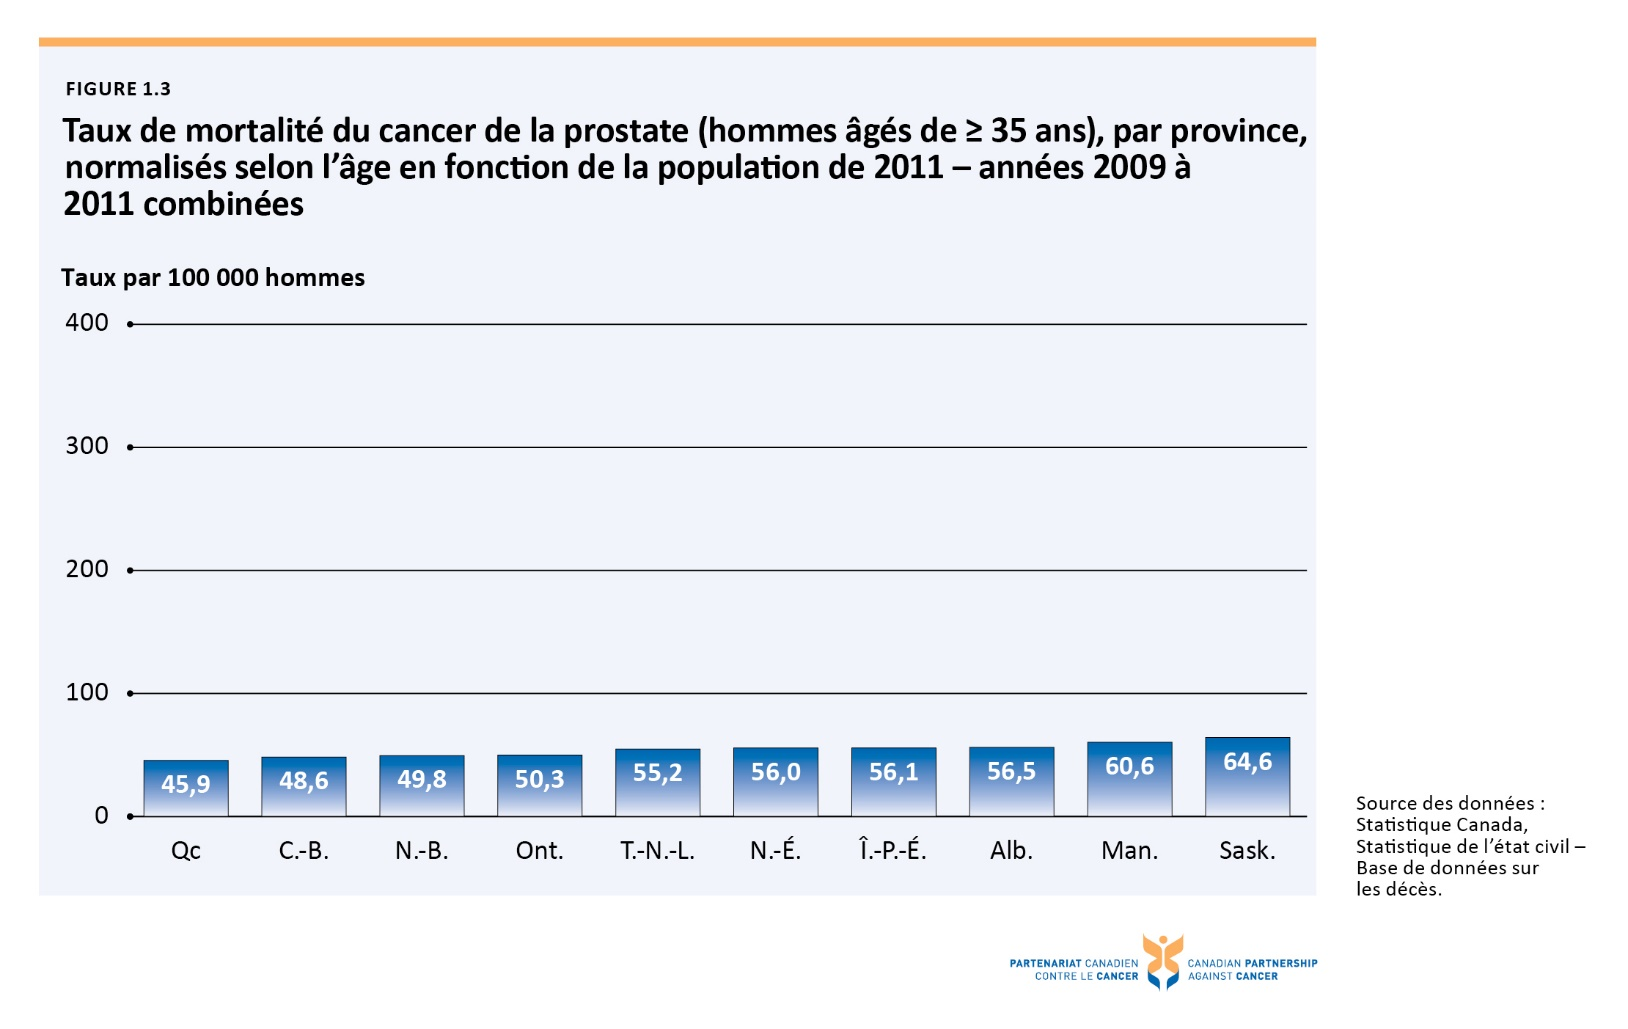 FIGURE 1.3
Taux de mortalité du cancer de la prostate (hommes âgés de ≥ 35 ans), par province,
normalisés selon l’âge en fonction de la population de 2011 – années 2009 à
2011 combinées
Taux par 100 000 hommes
400
300
200
100
0
45,9
48,6
49,8
50,3
55,2
56,0
56,1
56,5
60,6
64,6
Qc
C.-B.
N.-B.
Ont.
T.-N.-L.
N.-É.
Î.-P.-É.
Alb.
Man.
Sask.
Source des données :
Statistique Canada,
Statistique de l’état civil –
Base de données sur
les décès.
PARTENARIAT CANADIEN
CONTRE LE CANCER
CANADIAN PARTNERSHIP
AGAINST CANCER